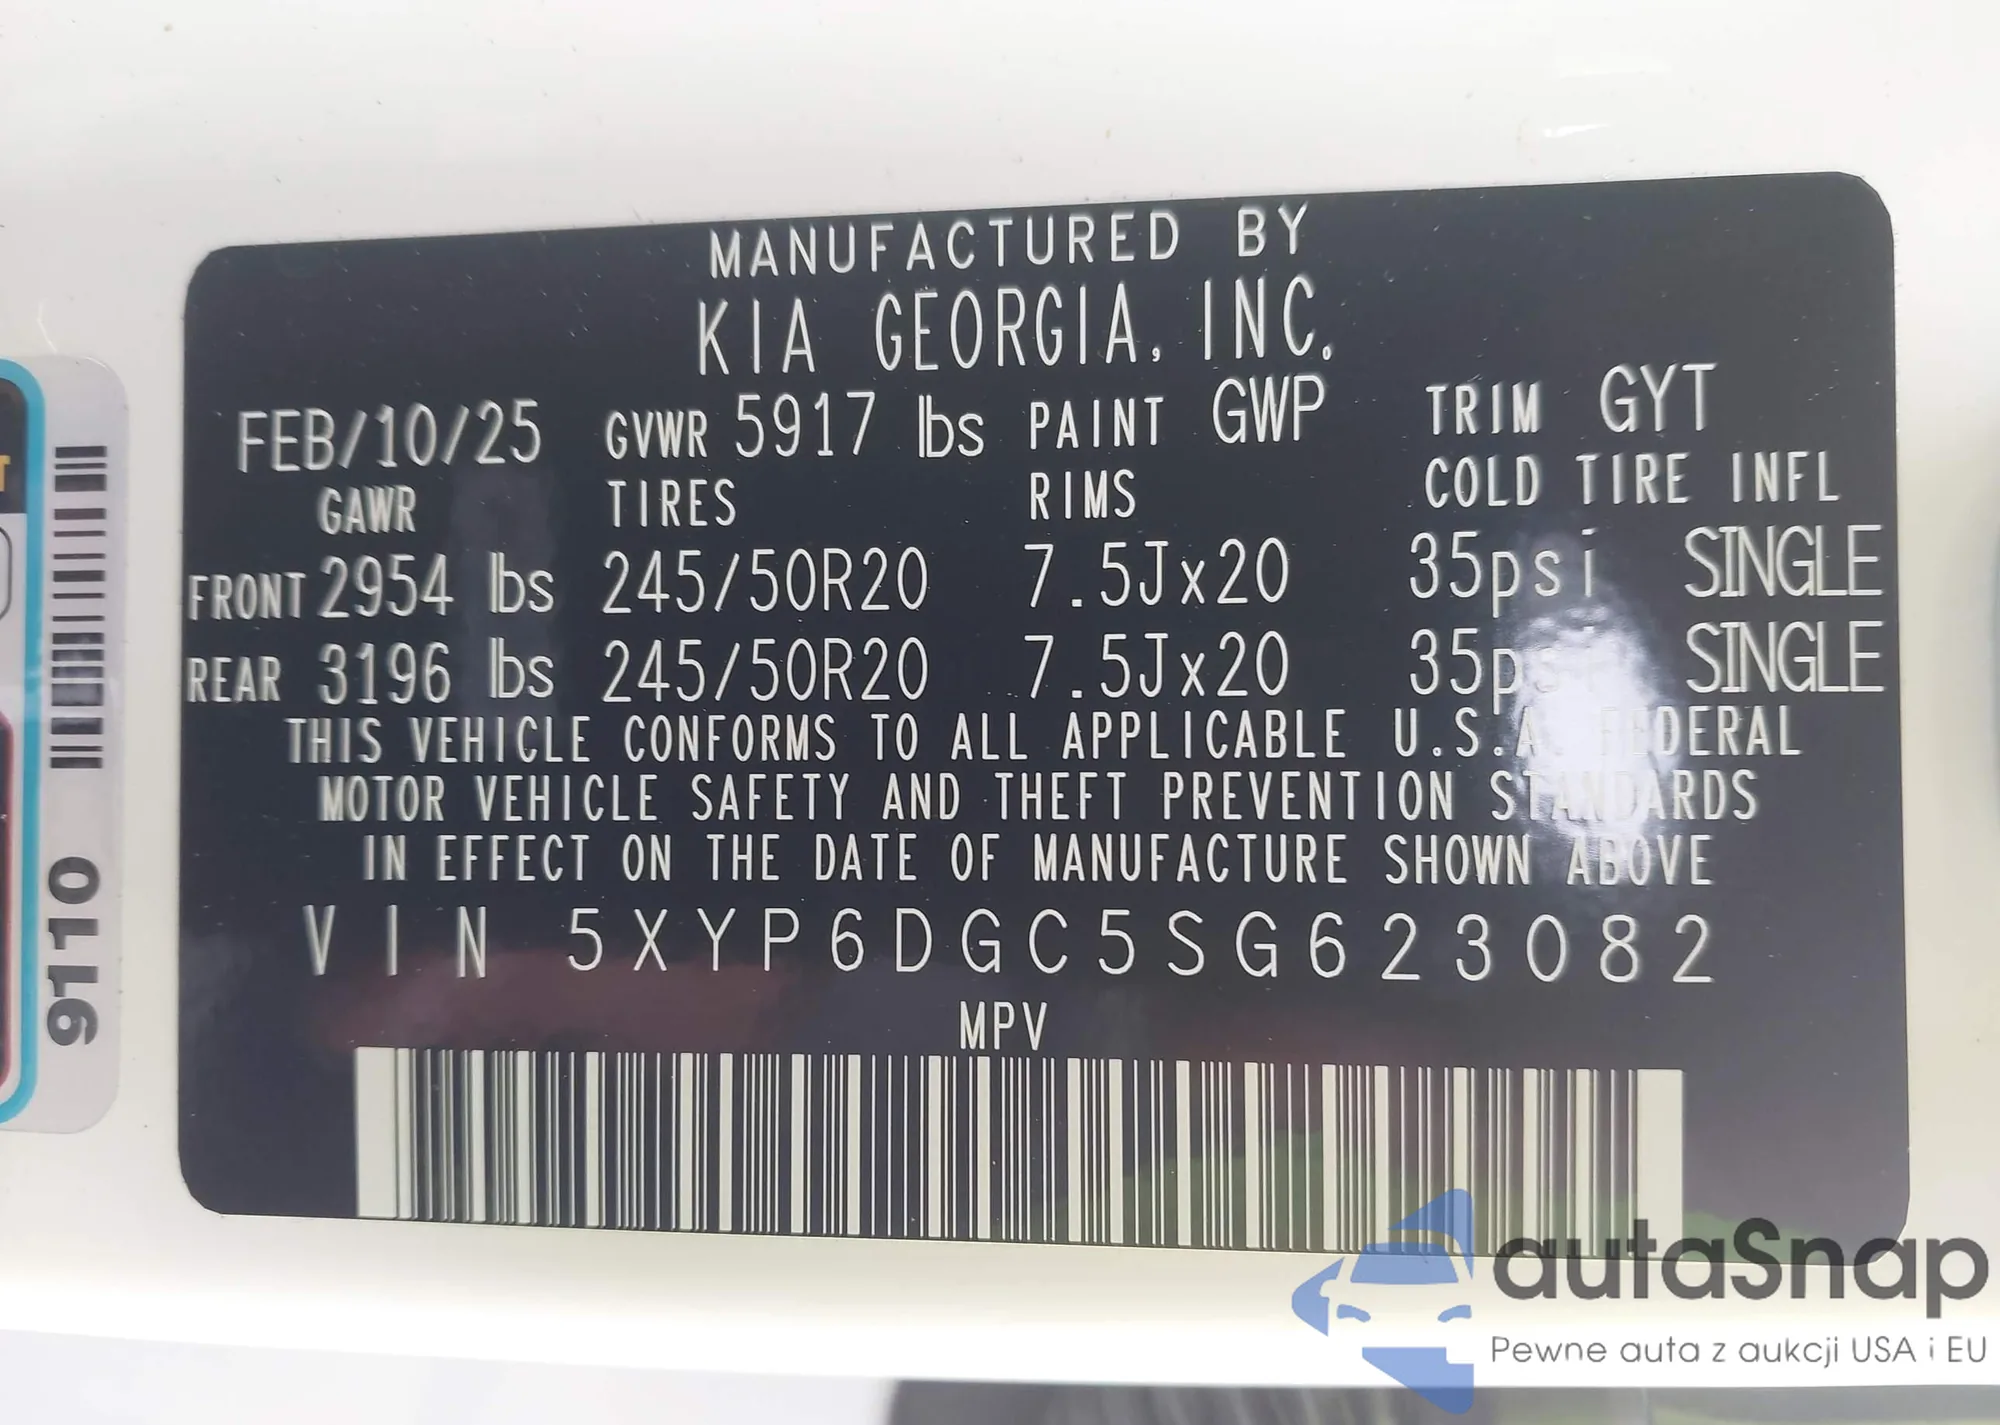 MANUFACTURED BY
KIA GEORGIA, INC.
FEB/10/25 GVWR 5917 lbs PAINT GWP TRIM GYT
GAWR TIRES RIMS COLD TIRE INFL
FRONT 2954 lbs 245/50R20 7.5Jx20 35psi SINGLE
REAR 3196 lbs 245/50R20 7.5Jx20 35psi SINGLE
THIS VEHICLE CONFORMS TO ALL APPLICABLE U.S.A. FEDERAL
MOTOR VEHICLE SAFETY AND THEFT PREVENTION STANDARDS
IN EFFECT ON THE DATE OF MANUFACTURE SHOWN ABOVE
VIN 5XYP6DGC5SG623082
MPV
9110
autaSnap
Pewne auta z aukcji USA i EU